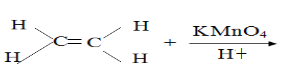 H H
C=C + KMnO₄
H H H+